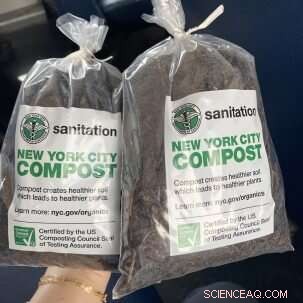 sanitation
NEW YORK CITY
COMPOST
Compost creates healthier soil
which leads to healthier plants.
Learn more: nyc.gov/organics
Certified by the U.S.
Composting Council Seal
of Testing Assurance.
sanitation
NEW YORK CITY
COMPOST
Compost creates healthier soil
which leads to healthier plants.
Learn more: nyc.gov/organics
Certified by the US
Composting Council Seal
of Testing Assurance.
SCIENCEAQ.COM